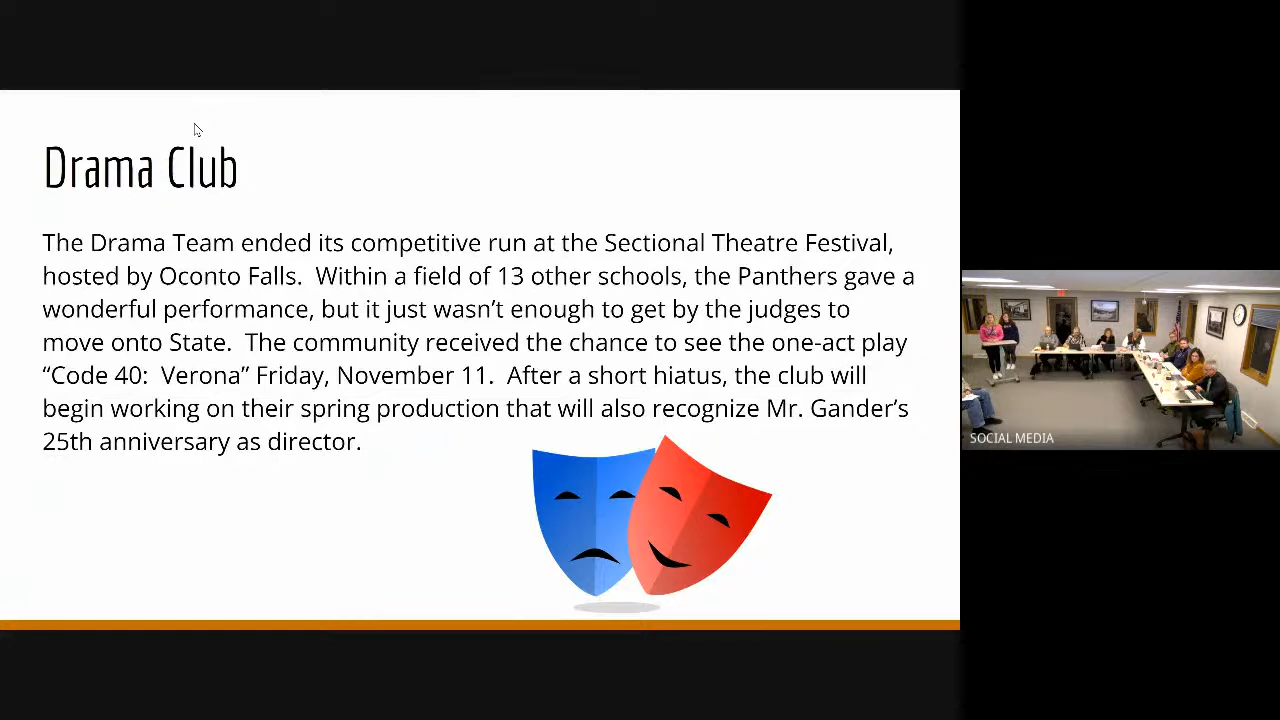 Drama Club
The Drama Team ended its competitive run at the Sectional Theatre Festival,
hosted by Oconto Falls.  Within a field of 13 other schools, the Panthers gave a
wonderful performance, but it just wasn’t enough to get by the judges to
move onto State.  The community received the chance to see the one-act play
“Code 40:  Verona” Friday, November 11.  After a short hiatus, the club will
begin working on their spring production that will also recognize Mr. Gander’s
25th anniversary as director.
SOCIAL MEDIA